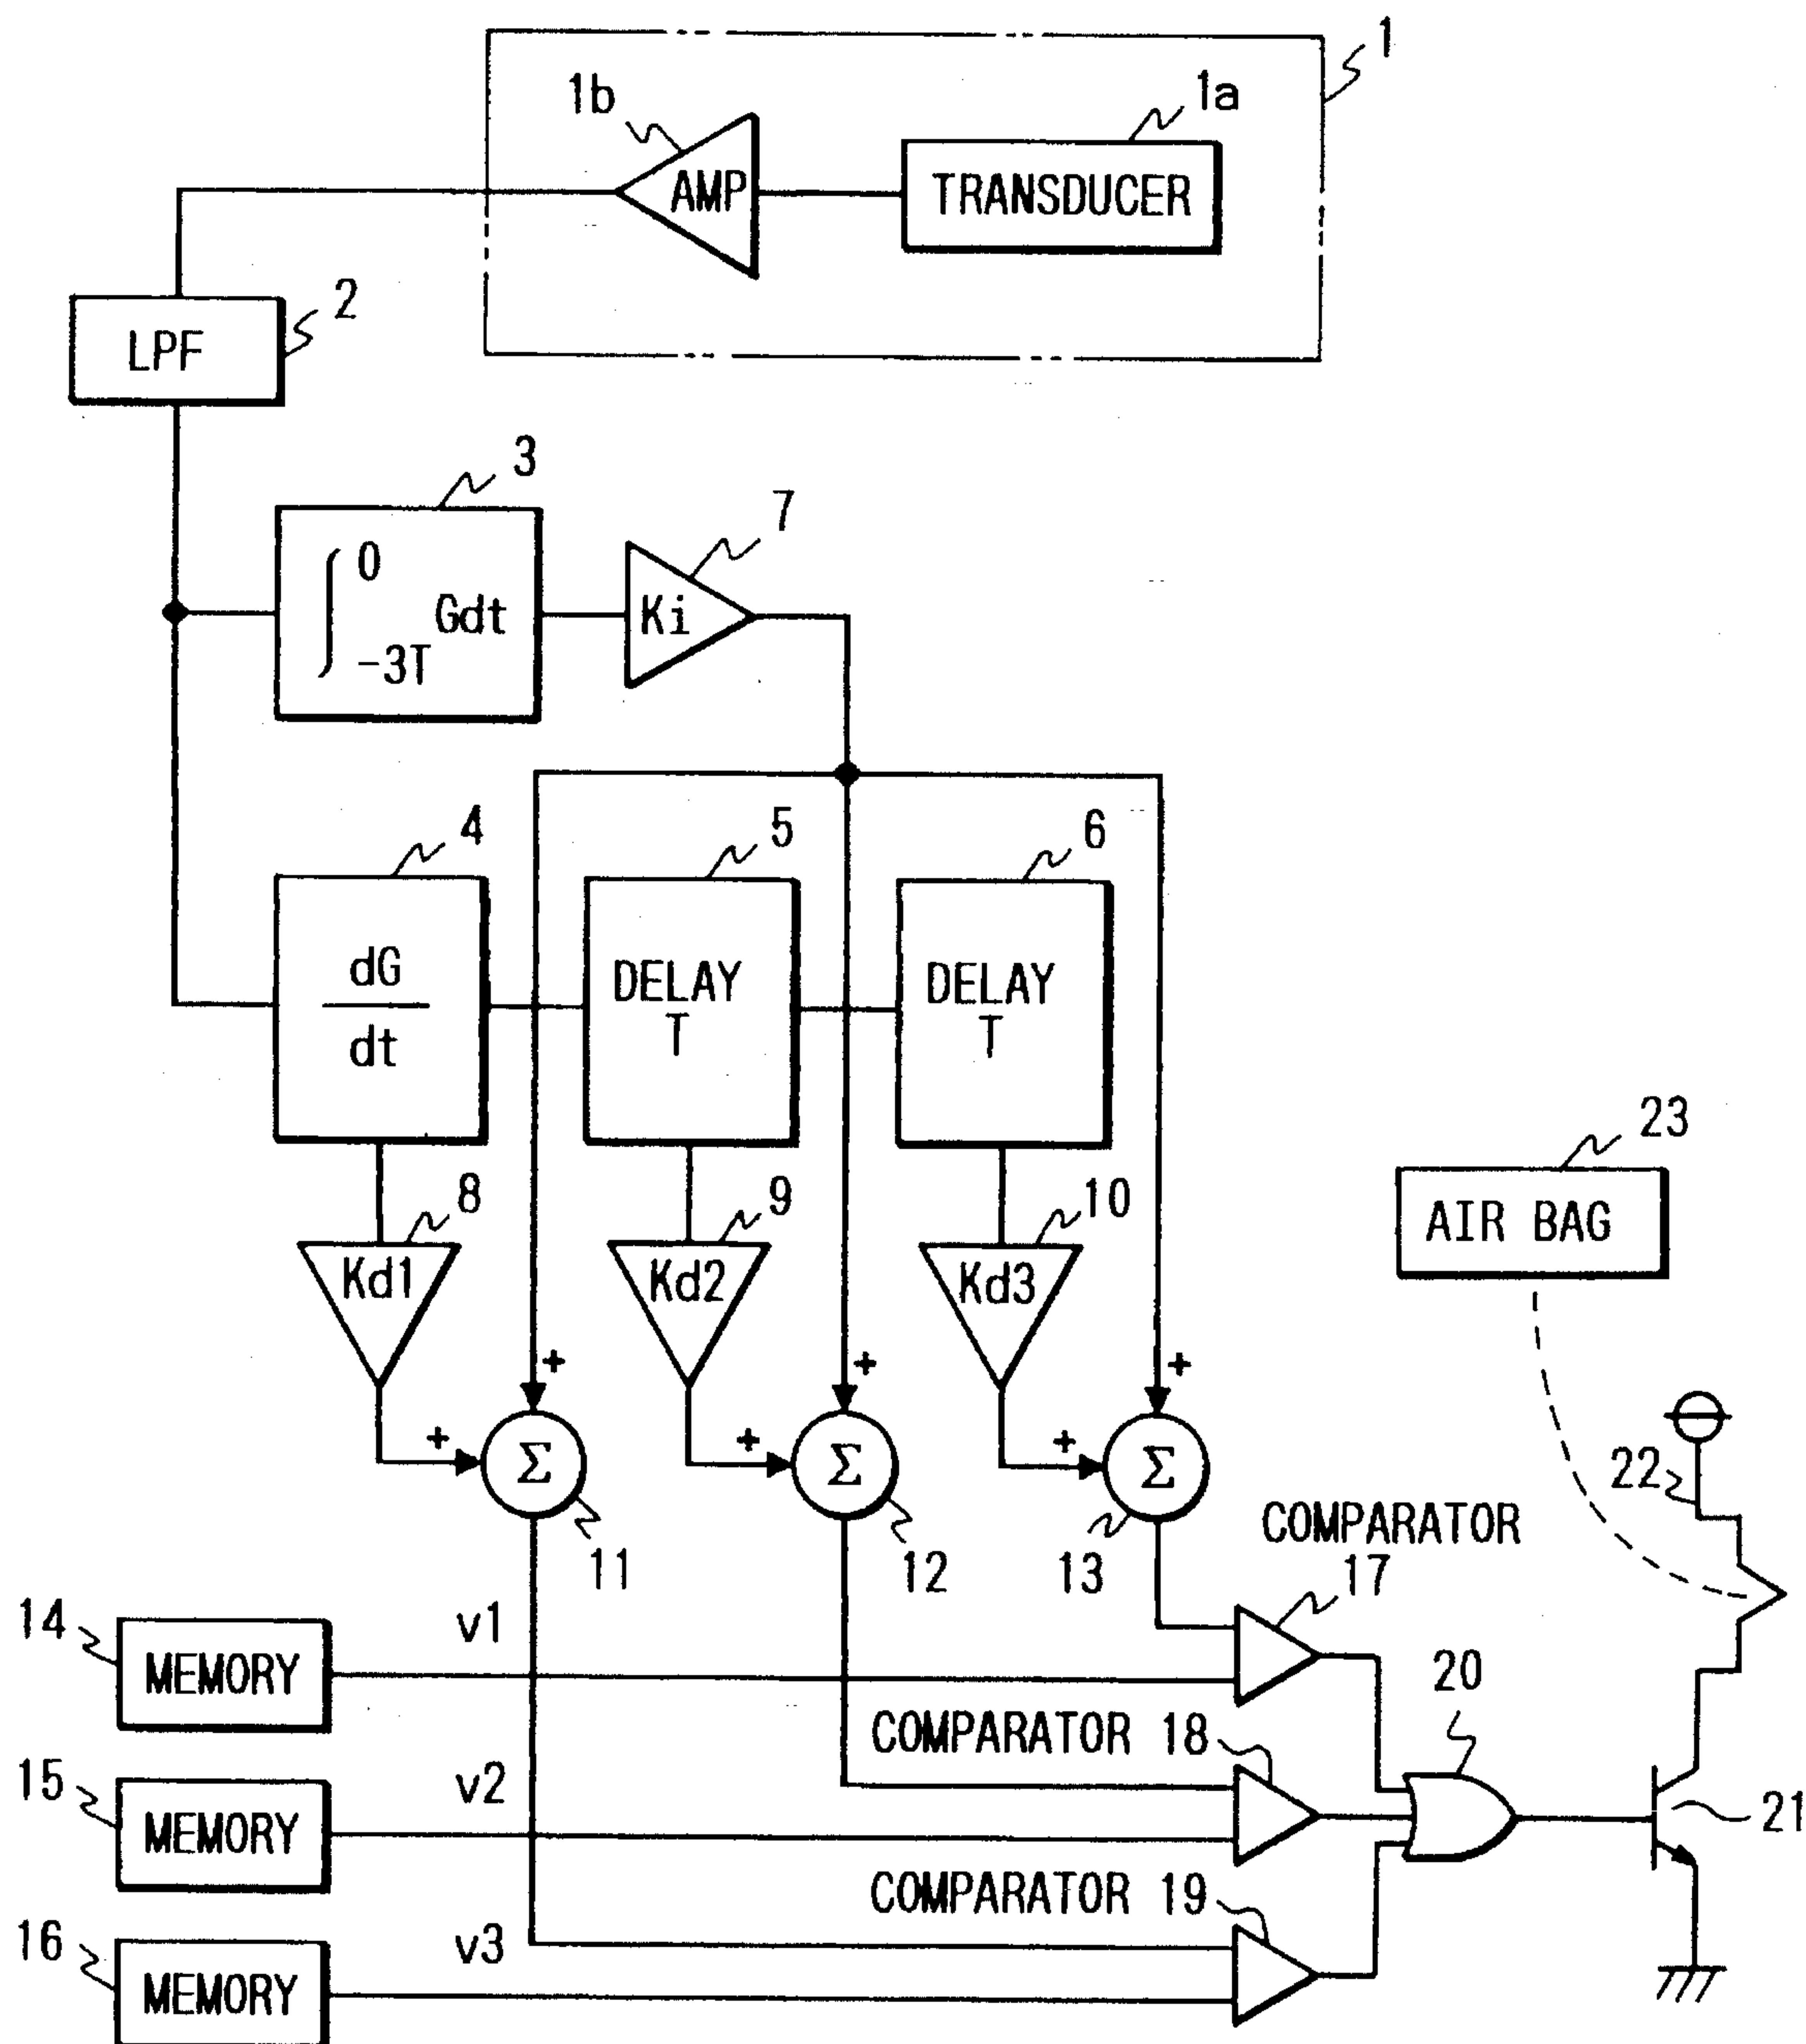 1
1b
1a
AMP
TRANSDUCER
2
LPF
3
7
∫ 0 -3T Gdt
Ki
4
5
6
dG
dt
DELAY
T
DELAY
T
23
AIR BAG
8
9
10
Kd1
Kd2
Kd3
+
+
+
+
+
+
Σ
Σ
Σ
22
11
12
13
COMPARATOR
17
14
MEMORY
v1
20
COMPARATOR 18
15
MEMORY
v2
21
COMPARATOR 19
16
MEMORY
v3